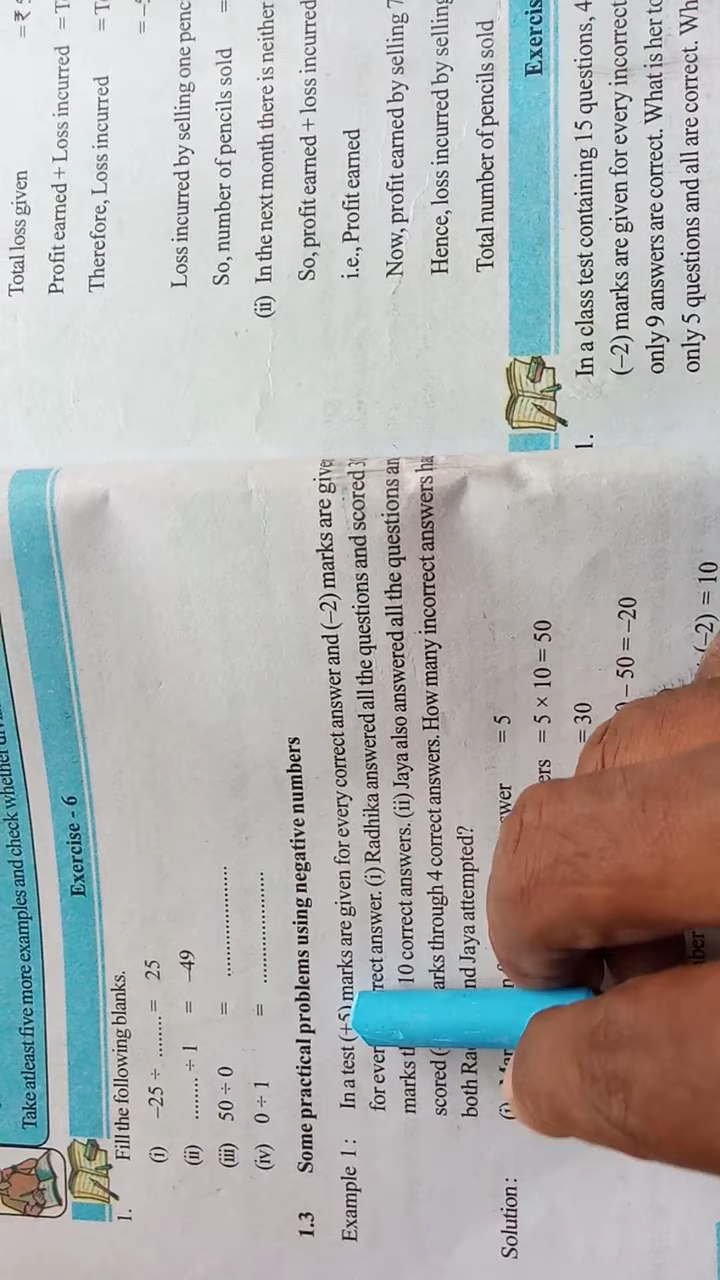 Take atleast five more examples and check whether
Exercise - 6
1. Fill the following blanks.
(i) –25 ÷ ........ = 25
(ii) ........ ÷ 1 = –49
(iii) 50 ÷ 0 = ....................
(iv) 0 ÷ 1 = ....................
1.3 Some practical problems using negative numbers
Example 1 : In a test (+5) marks are given for every correct answer and (–2) marks are given
for every rect answer. (i) Radhika answered all the questions and scored 30
marks 10 correct answers. (ii) Jaya also answered all the questions an
scored ( arks through 4 correct answers. How many incorrect answers ha
both Ra nd Jaya attempted?
Solution : (i) = 5
ers = 5 × 10 = 50
= 30
– 50 = –20
(–2) = 10
ber
Total loss given = ₹
Profit earned + Loss incurred =
Therefore, Loss incurred =
= –
Loss incurred by selling one penc
So, number of pencils sold =
(ii) In the next month there is neither
So, profit earned + loss incurred
i.e., Profit earned
Now, profit earned by selling 7
Hence, loss incurred by selling
Total number of pencils sold
Exercis
1. In a class test containing 15 questions, 4
(–2) marks are given for every incorrect
only 9 answers are correct. What is her to
only 5 questions and all are correct. Wh